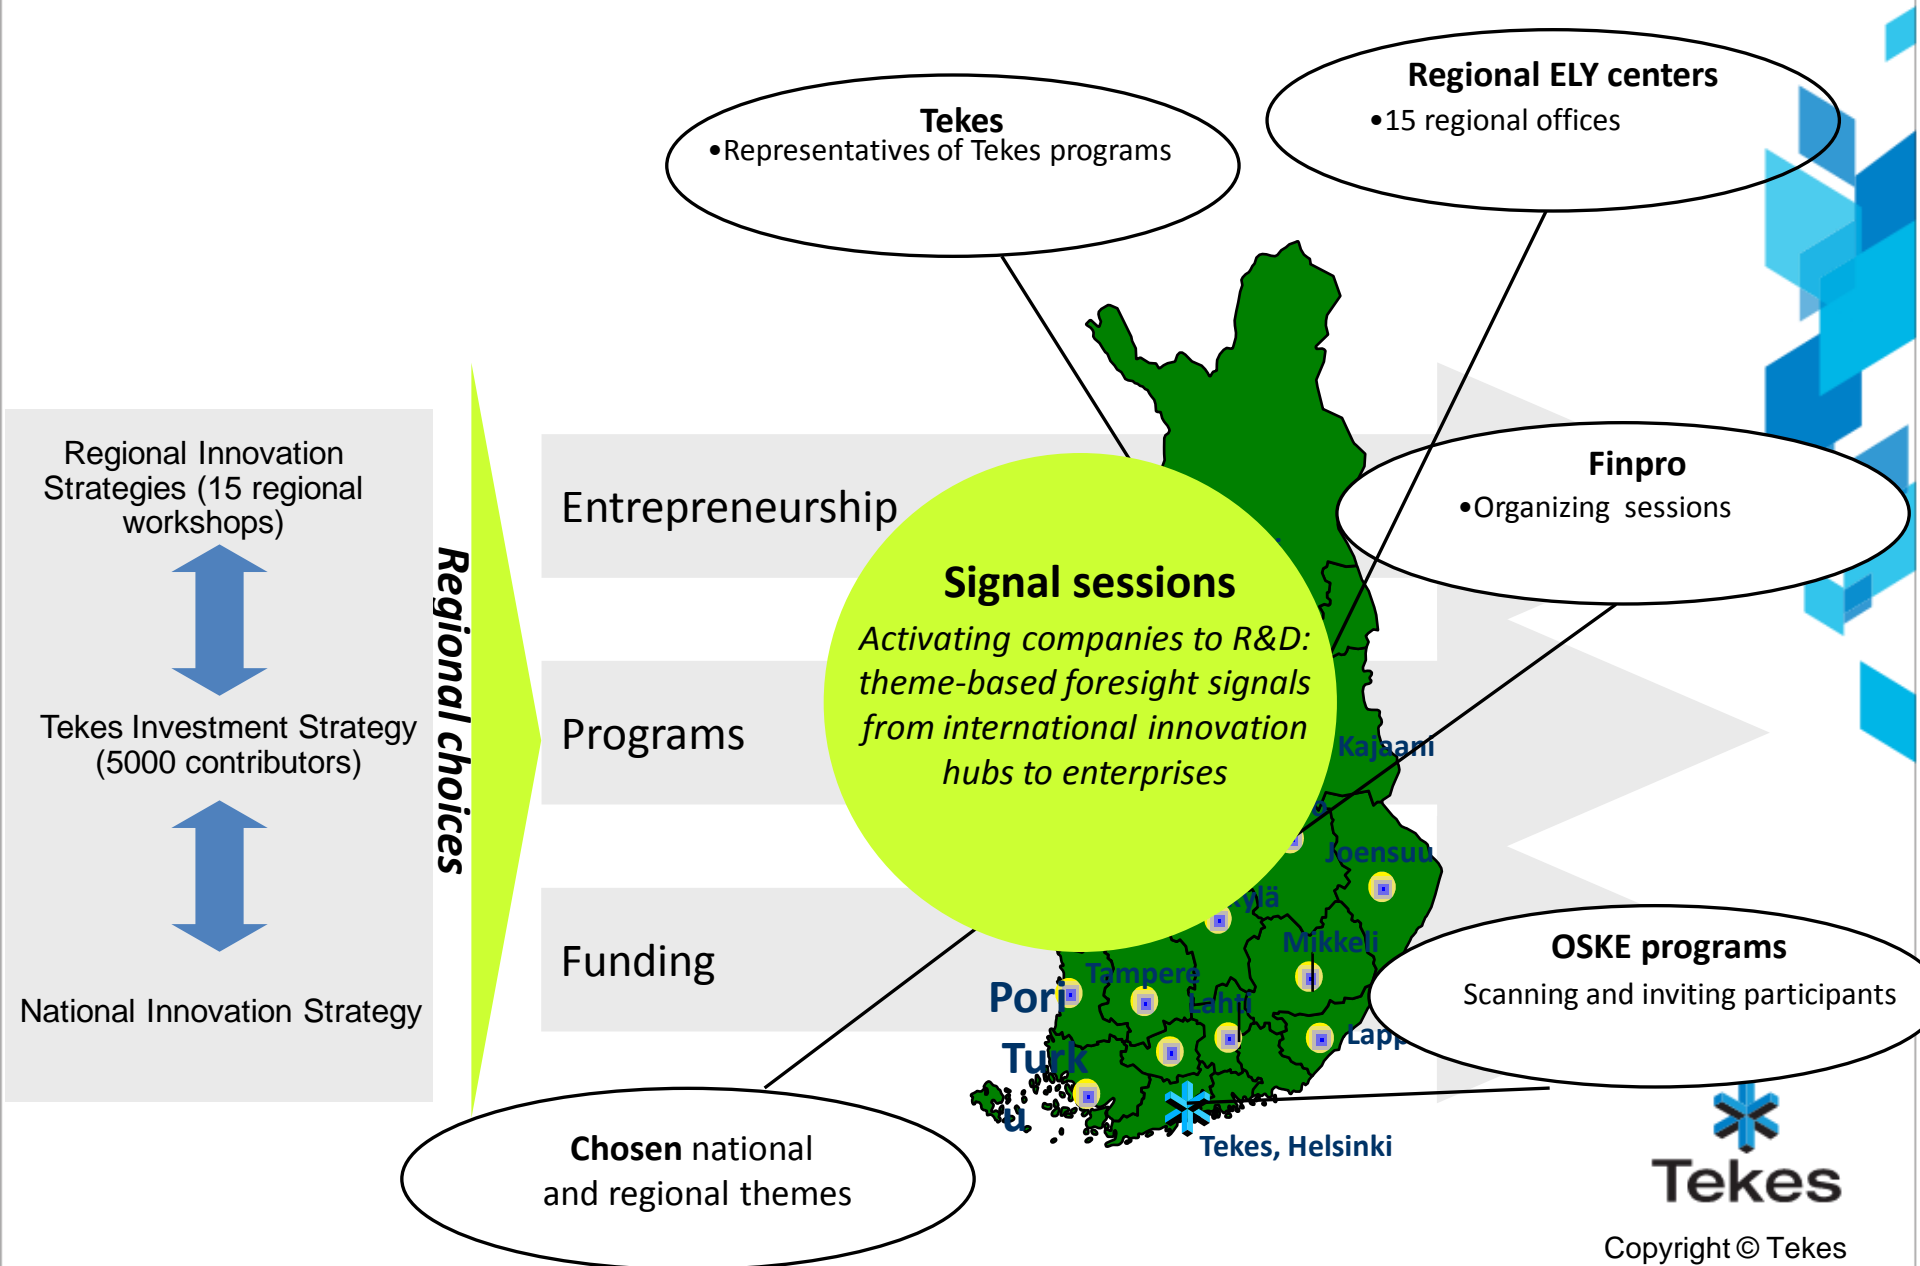 Tekes
•Representatives of Tekes programs
Regional ELY centers
•15 regional offices
Regional Innovation
Strategies (15 regional
workshops)
Tekes Investment Strategy
(5000 contributors)
National Innovation Strategy
Regional choices
Entrepreneurship
Programs
Funding
Signal sessions
Activating companies to R&D:
theme-based foresight signals
from international innovation
hubs to enterprises
Finpro
•Organizing sessions
Kajaani
Joensuu
Mikkeli
Tampere
Lahti
Pori
Turk
u
Tekes, Helsinki
OSKE programs
Scanning and inviting participants
Chosen national
and regional themes
Tekes
Copyright © Tekes